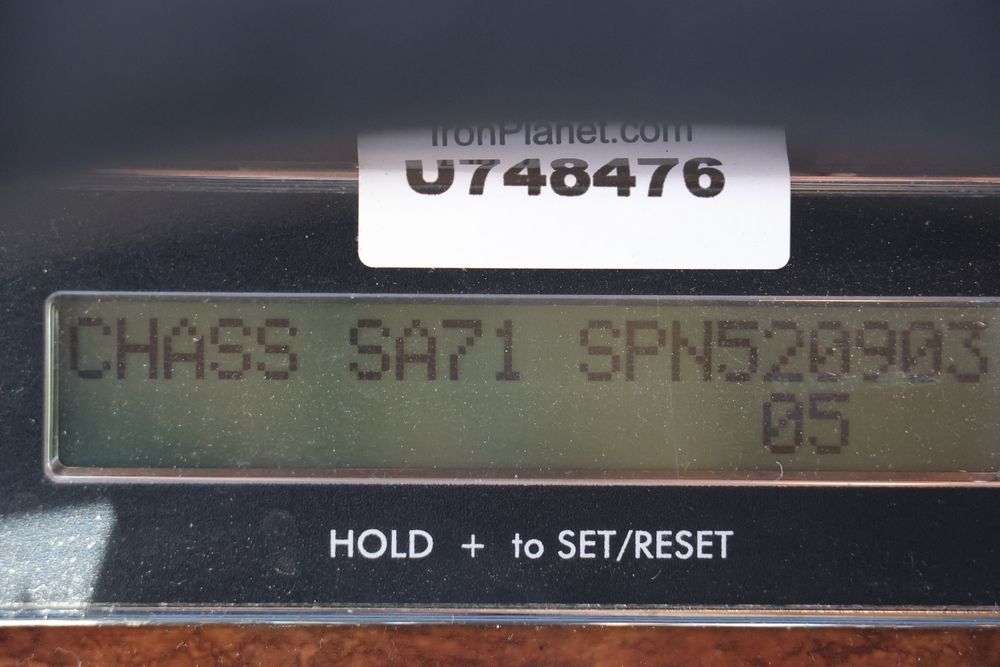 IronPlanet.com
U748476
CHASS SA71 SPN520903
05
HOLD + to SET/RESET